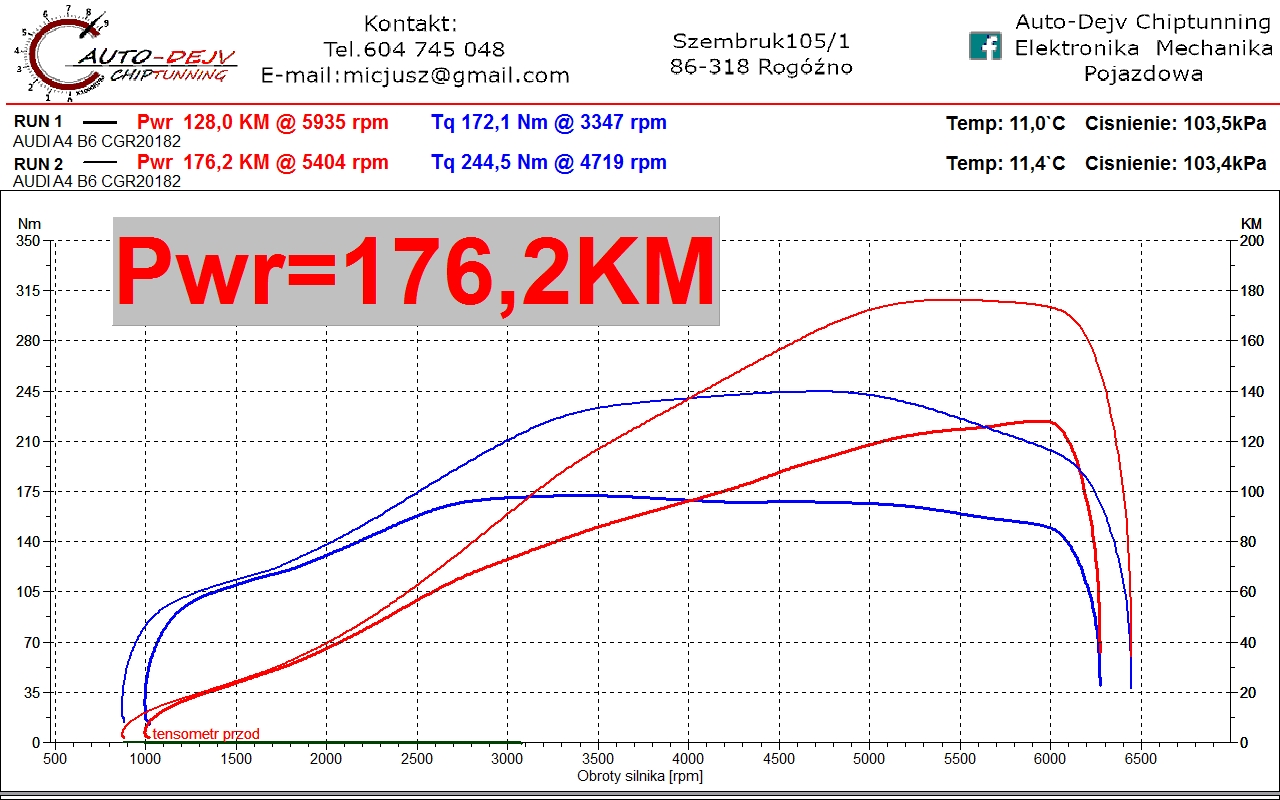 AUTO-DEJV
CHIPTUNNING
Kontakt:
Tel.604 745 048
E-mail:micjusz@gmail.com
Szembruk105/1
86-318 Rogóźno
Auto-Dejv Chiptunning
Elektronika Mechanika
Pojazdowa
RUN 1 Pwr 128,0 KM @ 5935 rpm Tq 172,1 Nm @ 3347 rpm Temp: 11,0`C Cisnienie: 103,5kPa
AUDI A4 B6 CGR20182
RUN 2 Pwr 176,2 KM @ 5404 rpm Tq 244,5 Nm @ 4719 rpm Temp: 11,4`C Cisnienie: 103,4kPa
AUDI A4 B6 CGR20182
Nm KM
Pwr=176,2KM
350 200
315 180
280 160
245 140
210 120
175 100
140 80
105 60
70 40
35 20
tensometr przod
0 0
500 1000 1500 2000 2500 3000 3500 4000 4500 5000 5500 6000 6500
Obroty silnika [rpm]